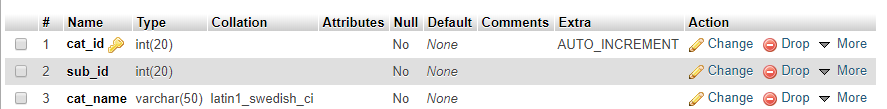 # Name Type Collation Attributes Null Default Comments Extra Action
1 cat_id int(20) No None AUTO_INCREMENT Change Drop More
2 sub_id int(20) No None Change Drop More
3 cat_name varchar(50) latin1_swedish_ci No None Change Drop More